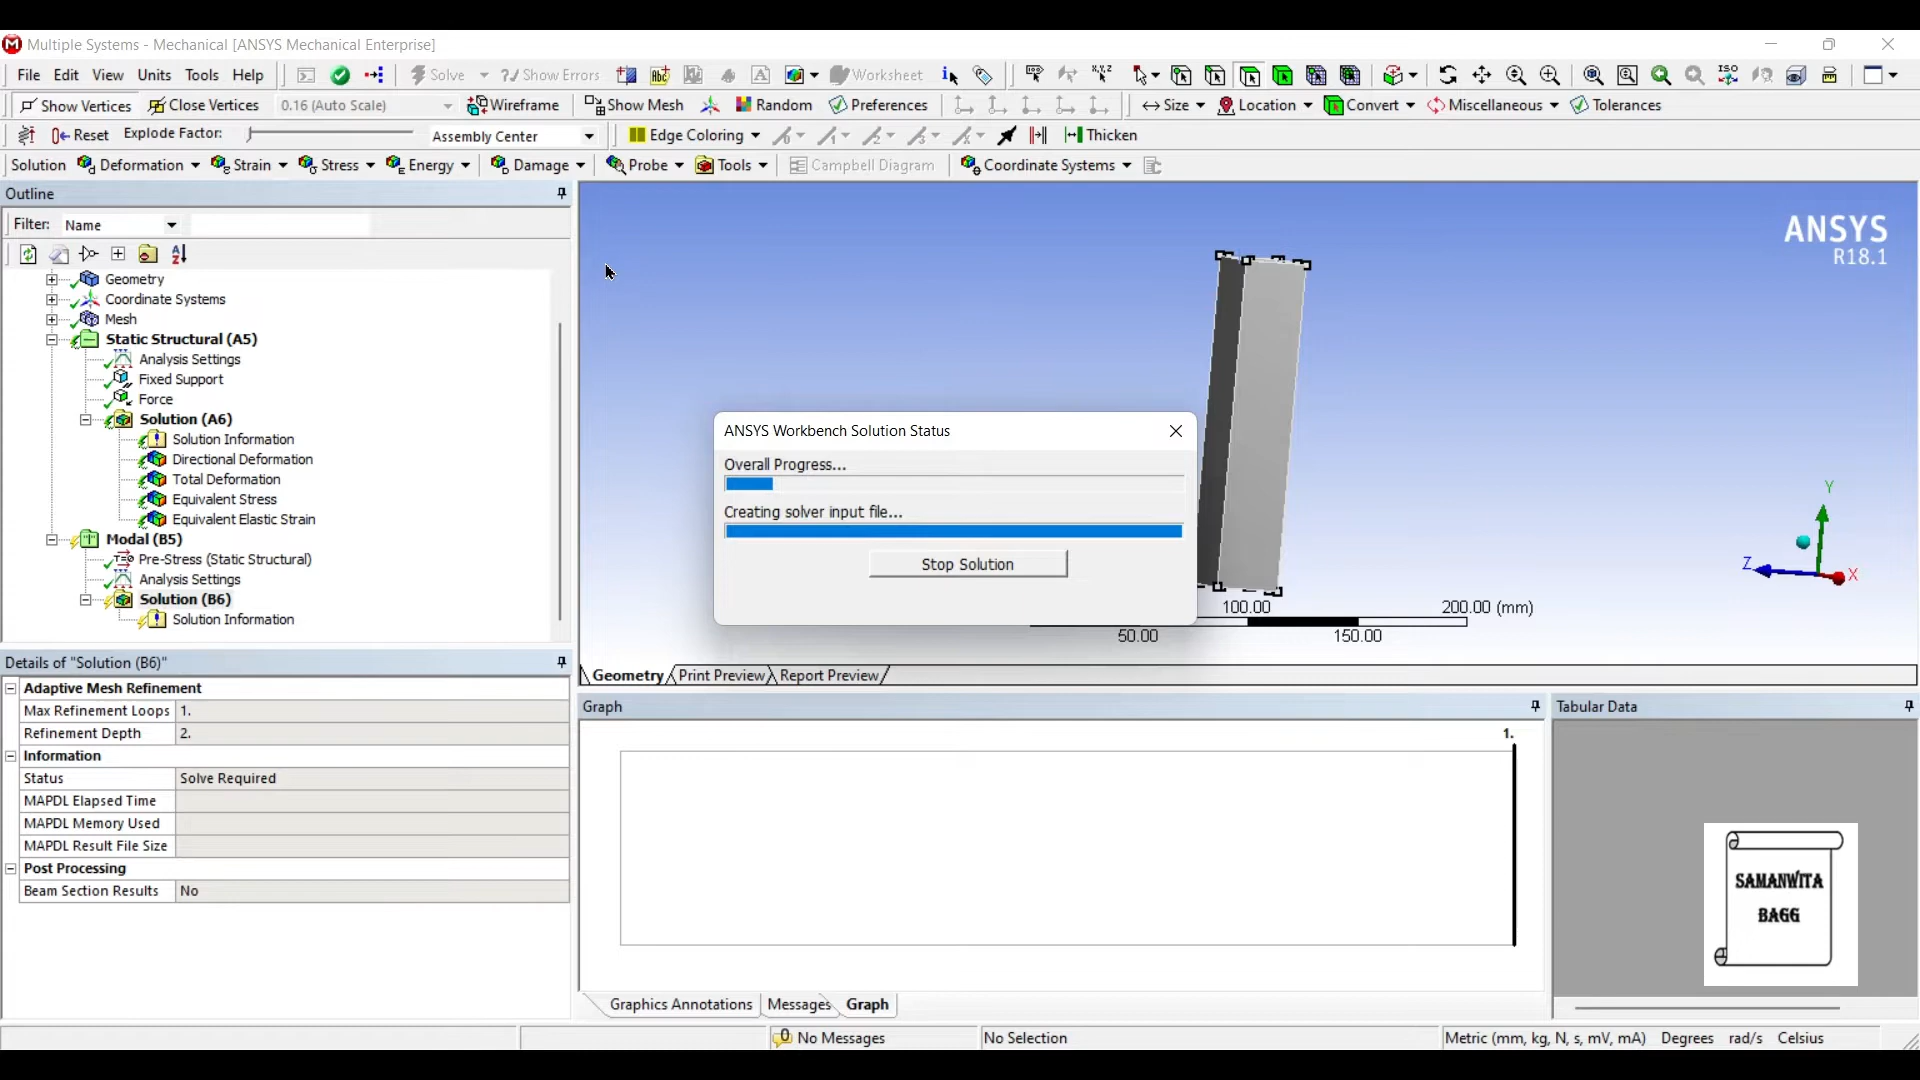 Multiple Systems - Mechanical [ANSYS Mechanical Enterprise]
File Edit View Units Tools Help Solve ?/ Show Errors Worksheet
Show Vertices Close Vertices 0.16 (Auto Scale) Wireframe Show Mesh Random Preferences Size Location Convert Miscellaneous Tolerances
Reset Explode Factor: Assembly Center Edge Coloring Thicken
Solution Deformation Strain Stress Energy Damage Probe Tools Campbell Diagram Coordinate Systems
Outline
Filter: Name
Geometry
Coordinate Systems
Mesh
Static Structural (A5)
Analysis Settings
Fixed Support
Force
Solution (A6)
Solution Information
Directional Deformation
Total Deformation
Equivalent Stress
Equivalent Elastic Strain
Modal (B5)
Pre-Stress (Static Structural)
Analysis Settings
Solution (B6)
Solution Information
Details of "Solution (B6)"
Adaptive Mesh Refinement
Max Refinement Loops 1.
Refinement Depth 2.
Information
Status Solve Required
MAPDL Elapsed Time
MAPDL Memory Used
MAPDL Result File Size
Post Processing
Beam Section Results No
ANSYS
R18.1
ANSYS Workbench Solution Status
Overall Progress...
Creating solver input file...
Stop Solution
Y
Z
X
100.00 200.00 (mm)
50.00 150.00
Geometry Print Preview Report Preview
Graph
1.
Tabular Data
SAMANWITA
BAGG
Graphics Annotations Messages Graph
0 No Messages No Selection Metric (mm, kg, N, s, mV, mA) Degrees rad/s Celsius